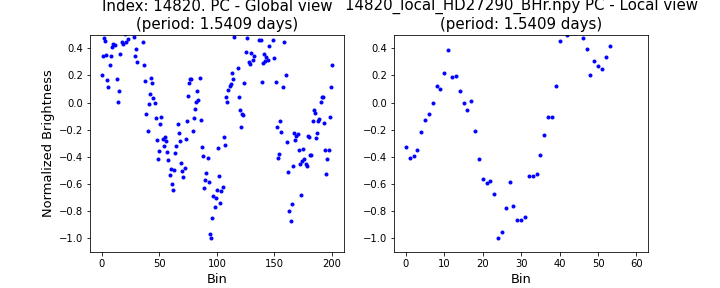 Index: 14820. PC - Global view
(period: 1.5409 days)
14820_local_HD27290_BHr.npy PC - Local view
(period: 1.5409 days)
Normalized Brightness
0.4
0.2
0.0
−0.2
−0.4
−0.6
−0.8
−1.0
0 50 100 150 200
Bin
0.4
0.2
0.0
−0.2
−0.4
−0.6
−0.8
−1.0
0 10 20 30 40 50 60
Bin